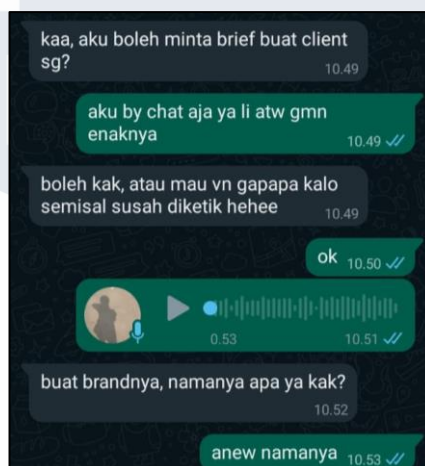 kaa, aku boleh minta brief buat client
sg?
10.49
aku by chat aja ya li atw gmn
enaknya
10.49
boleh kak, atau mau vn gapapa kalo
semisal susah diketik hehee
10.49
ok 10.50
0.53 10.51
buat brandnya, namanya apa ya kak?
10.52
anew namanya 10.53